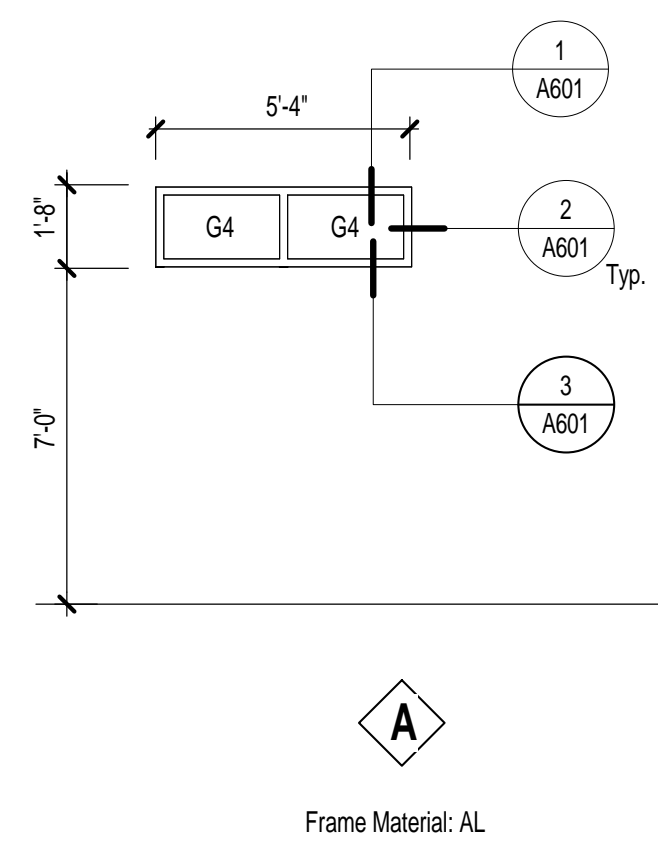 1
A601
5'-4"
1'-8"
G4
G4
2
A601
Typ.
7'-0"
3
A601
A
Frame Material: AL